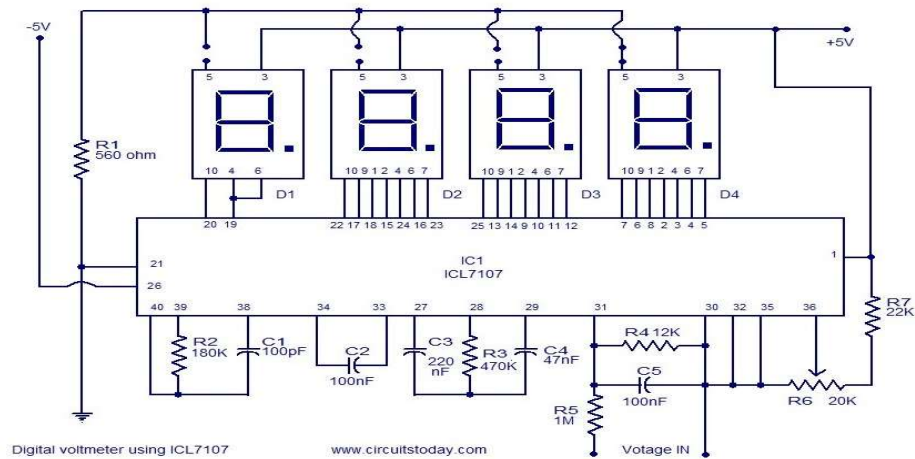 -5V
+5V
5 3 5 3 5 3 5 3
R1
560 ohm
10 4 6 10 9 1 2 4 6 7 10 9 1 2 4 6 7 10 9 1 2 4 6 7
D1 D2 D3 D4
20 19 22 17 18 15 24 16 23 25 13 14 9 10 11 12 7 6 8 2 3 4 5
21
IC1
ICL7107
1
26
40 39 38 34 33 27 28 29 31 30 32 35 36
R7
22K
R2
180K
C1
100pF
C2
100nF
C3
220
nF
R3
470K
C4
47nF
R4 12K
C5
100nF
R6 20K
R5
1M
Digital voltmeter using ICL7107 www.circuitstoday.com Votage IN